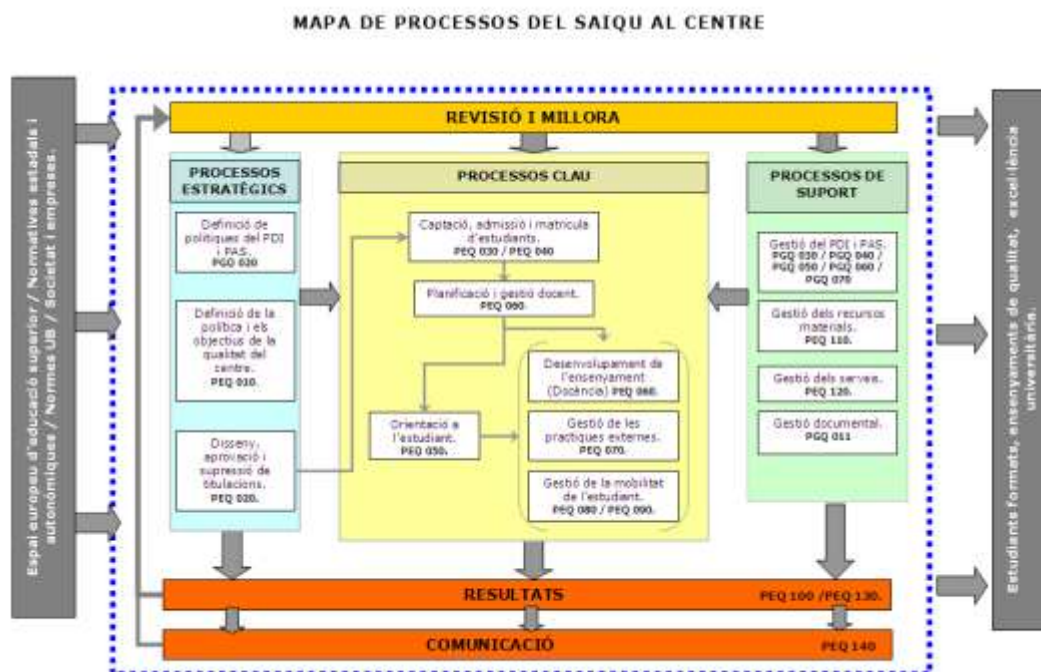 MAPA DE PROCESSOS DEL SAIQU AL CENTRE
Espai europeu d'educació superior / Normatives estadals i
autonòmiques / Normes UB / Societat i empreses.
REVISIÓ I MILLORA
PROCESSOS
ESTRATÈGICS
Definició de
polítiques del PDI
i PAS.
PGQ 020
Definició de la
política i els
objectius de
la qualitat del
centre.
PEQ 010.
Disseny,
aprovació i
supressió de
titulacions.
PEQ 020.
PROCESSOS CLAU
Captació, admissió i matrícula
d'estudiants.
PEQ 030 / PEQ 040
Planificació i gestió docent.
PEQ 060.
Orientació a
l'estudiant.
PEQ 050.
Desenvolupament de
l'ensenyament
(Docència) PEQ 060.
Gestió de les
practiques externes.
PEQ 070.
Gestió de la mobilitat
de l'estudiant.
PEQ 080 / PEQ 090.
PROCESSOS DE
SUPORT
Gestió del PDI i PAS.
PGQ 030 / PGQ 040 /
PGQ 050 / PGQ 060 /
PGQ 070
Gestió dels recursos
materials.
PEQ 110.
Gestió dels serveis.
PEQ 120.
Gestió documental.
PGQ 011
RESULTATS
PEQ 100 /PEQ 130.
COMUNICACIÓ
PEQ 140
Estudiants formats, ensenyaments de qualitat, excel·lència
universitària.